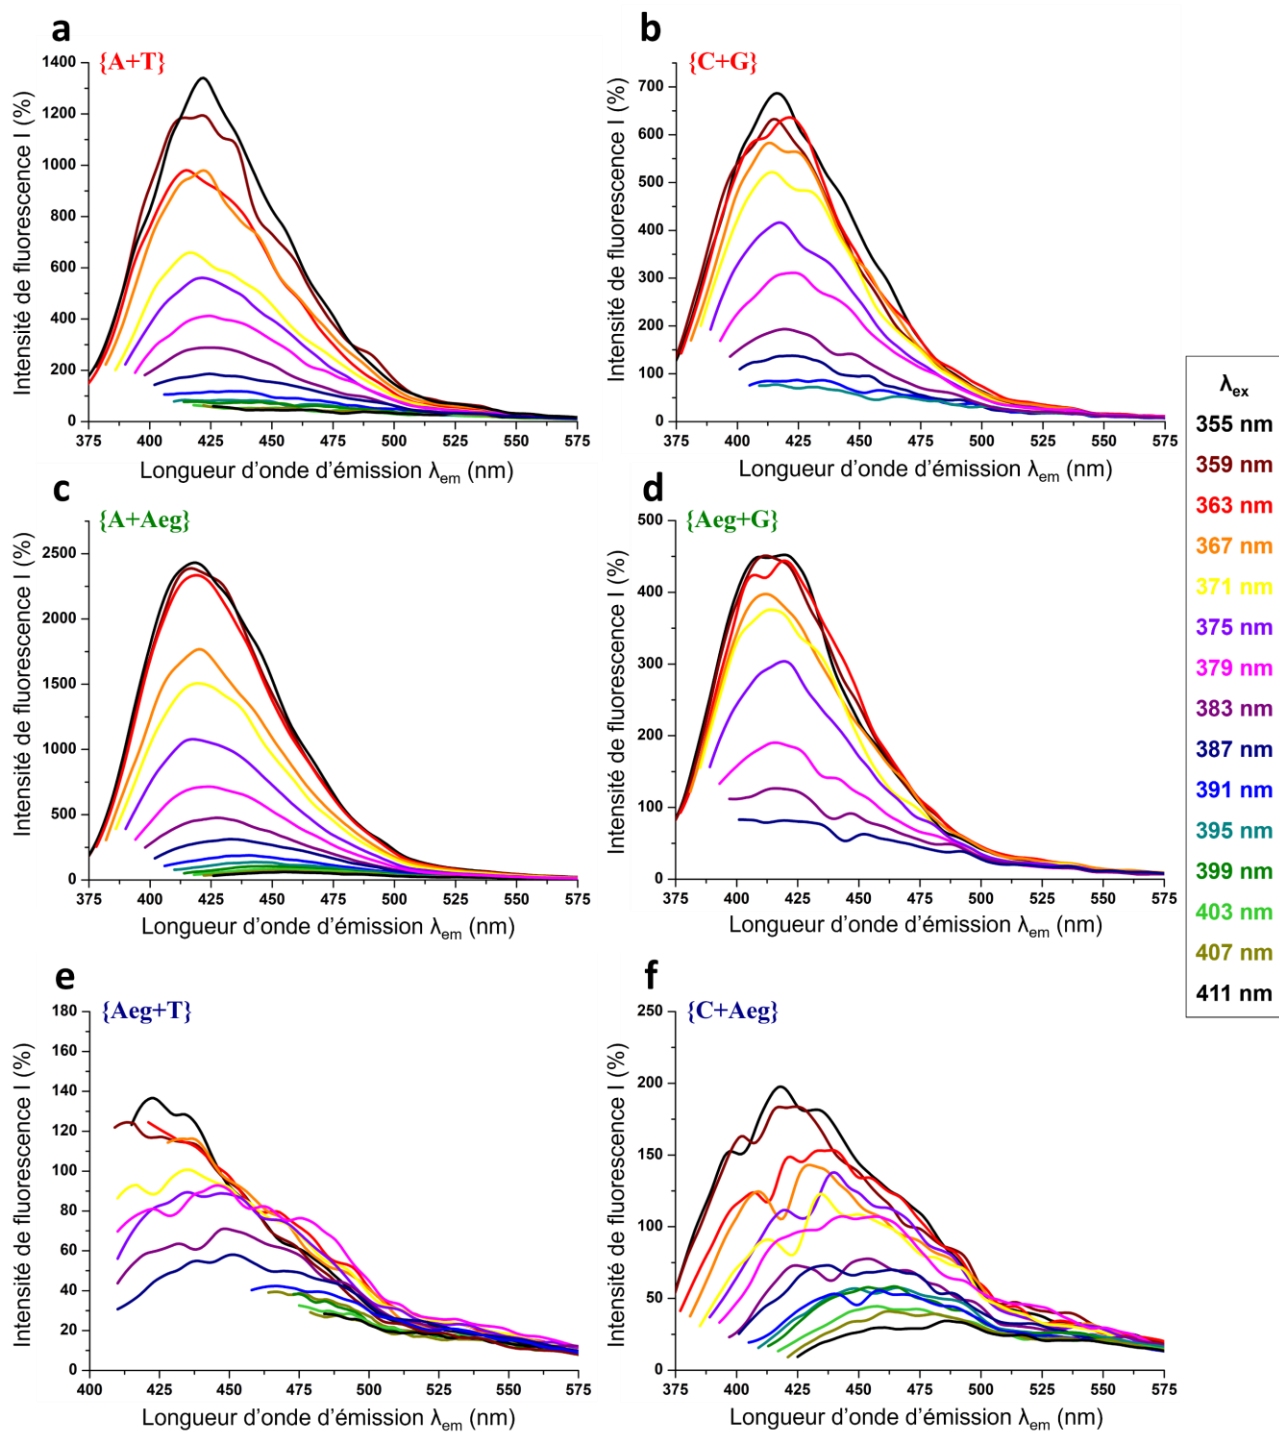 a
{A+T}
Intensité de fluorescence I (%)
1400
1200
1000
800
600
400
200
0
375 400 425 450 475 500 525 550 575
Longueur d'onde d'émission λem (nm)
b
{C+G}
Intensité de fluorescence I (%)
700
600
500
400
300
200
100
0
375 400 425 450 475 500 525 550 575
Longueur d'onde d'émission λem (nm)
c
{A+Aeg}
Intensité de fluorescence I (%)
2500
2000
1500
1000
500
0
375 400 425 450 475 500 525 550 575
Longueur d'onde d'émission λem (nm)
d
{Aeg+G}
Intensité de fluorescence I (%)
500
400
300
200
100
0
375 400 425 450 475 500 525 550 575
Longueur d'onde d'émission λem (nm)
e
{Aeg+T}
Intensité de fluorescence I (%)
180
160
140
120
100
80
60
40
20
0
400 425 450 475 500 525 550 575
Longueur d'onde d'émission λem (nm)
f
{C+Aeg}
Intensité de fluorescence I (%)
250
200
150
100
50
0
375 400 425 450 475 500 525 550 575
Longueur d'onde d'émission λem (nm)
λex
355 nm
359 nm
363 nm
367 nm
371 nm
375 nm
379 nm
383 nm
387 nm
391 nm
395 nm
399 nm
403 nm
407 nm
411 nm